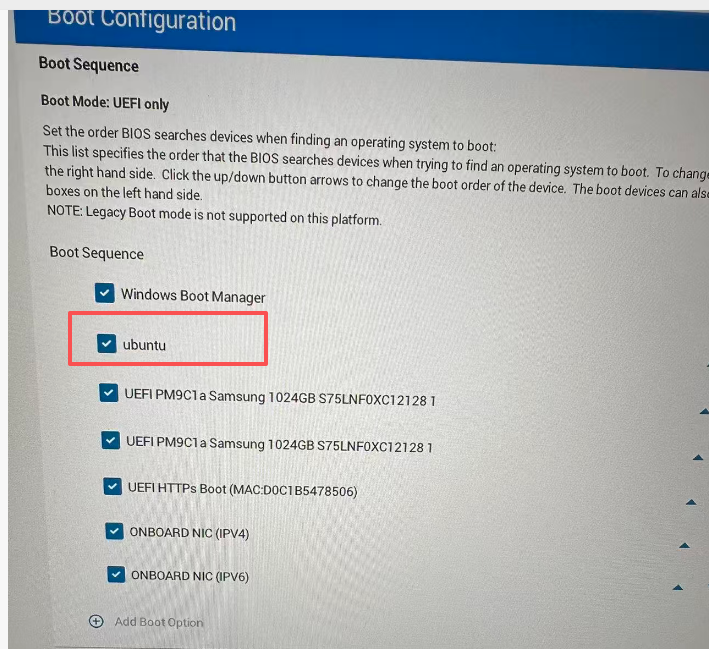 Boot Configuration
Boot Sequence
Boot Mode: UEFI only
Set the order BIOS searches devices when finding an operating system to boot:
This list specifies the order that the BIOS searches devices when trying to find an operating system to boot. To change
the right hand side. Click the up/down button arrows to change the boot order of the device. The boot devices can also
boxes on the left hand side.
NOTE: Legacy Boot mode is not supported on this platform.
Boot Sequence
Windows Boot Manager
ubuntu
UEFI PM9C1a Samsung 1024GB S75LNF0XC12128 1
UEFI PM9C1a Samsung 1024GB S75LNF0XC12128 1
UEFI HTTPs Boot (MAC:D0C1B5478506)
ONBOARD NIC (IPV4)
ONBOARD NIC (IPV6)
Add Boot Option